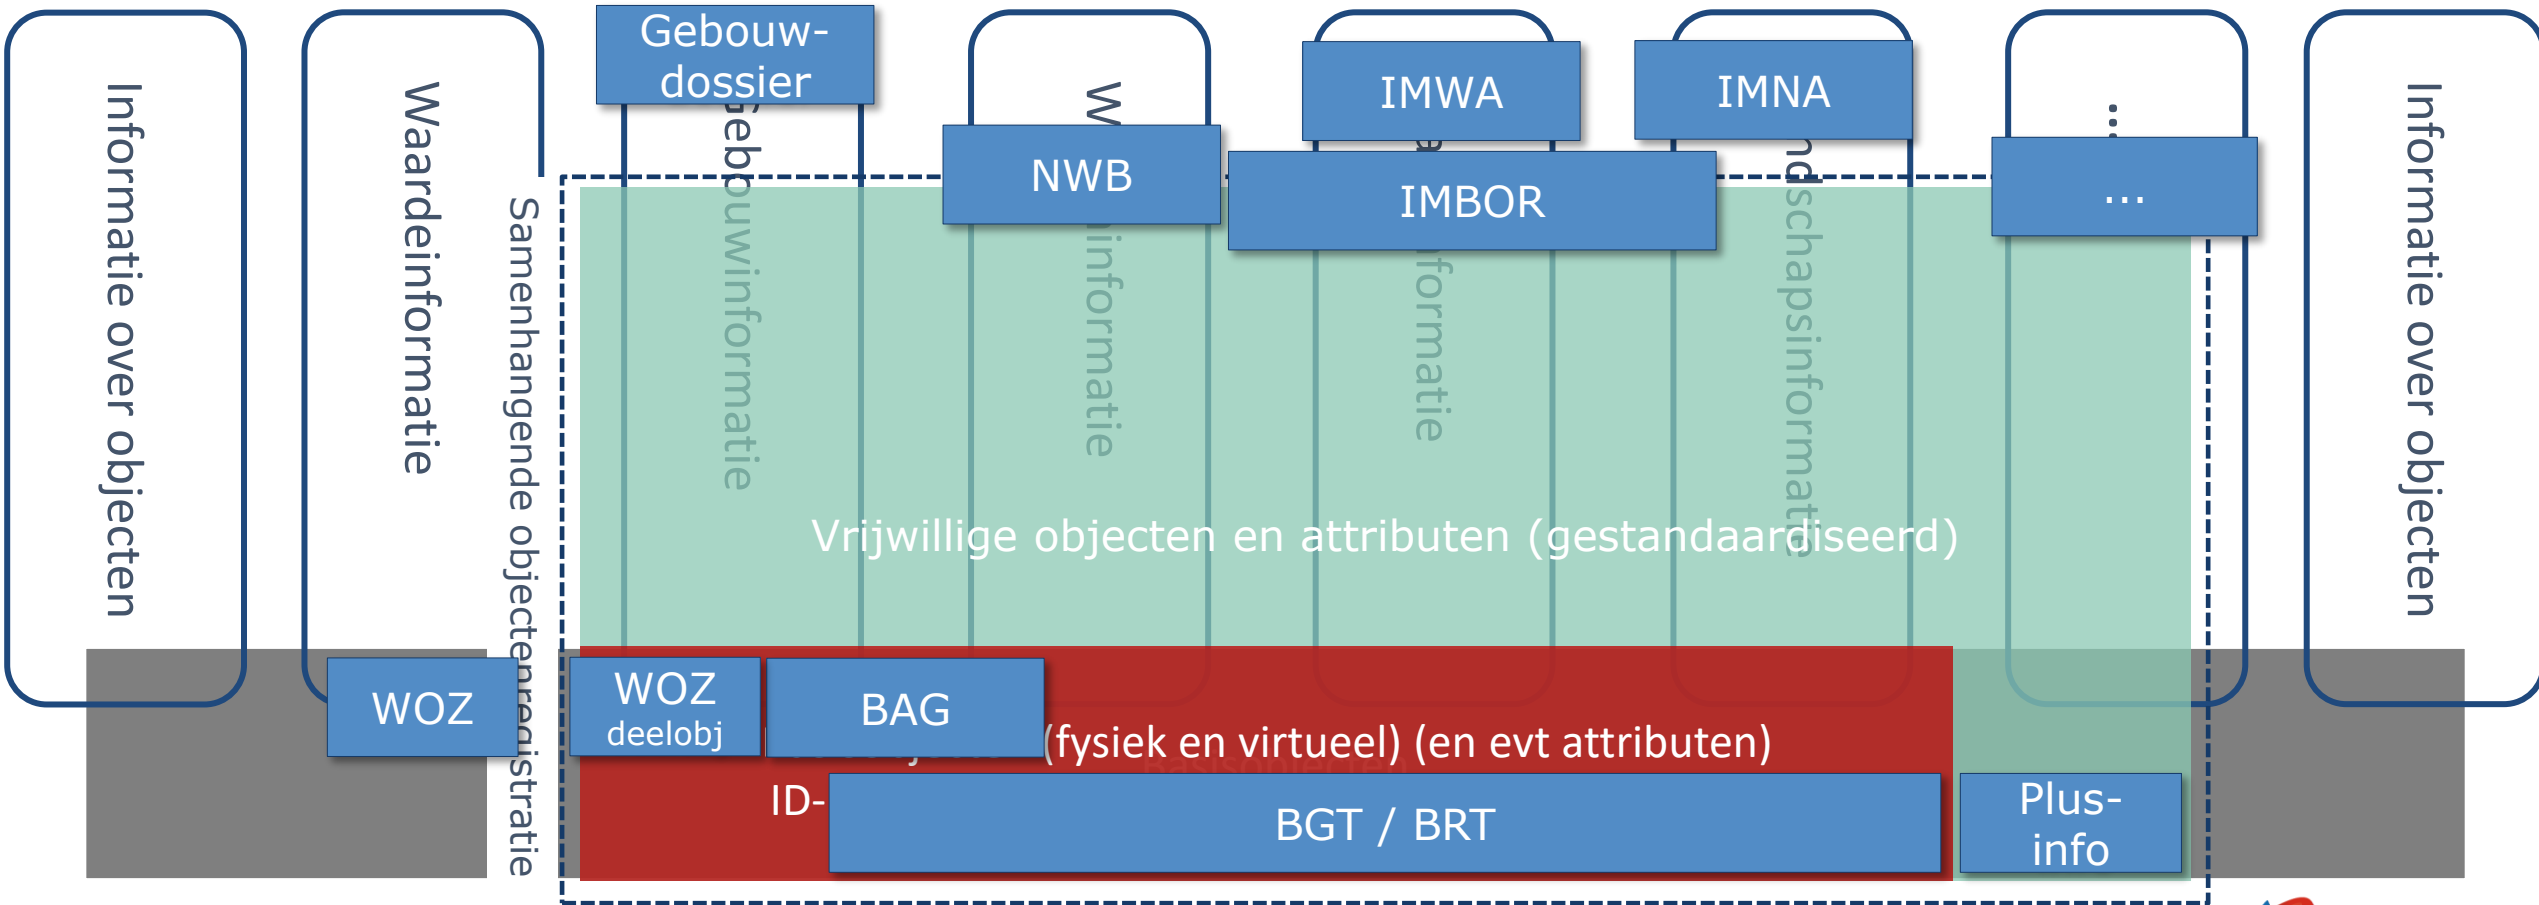 Informatie over objecten
Waardeinformatie
Samenhangende objectenregistratie
Gebouw-
dossier
Gebouwinformatie
NWB
IMWA
IMBOR
IMNA
...
...
Informatie over objecten
Vrijwillige objecten en attributen (gestandaardiseerd)
WOZ
WOZ
deelobj
BAG
(fysiek en virtueel) (en evt attributen)
Basisobjecten
ID-
BGT / BRT
Plus-
info